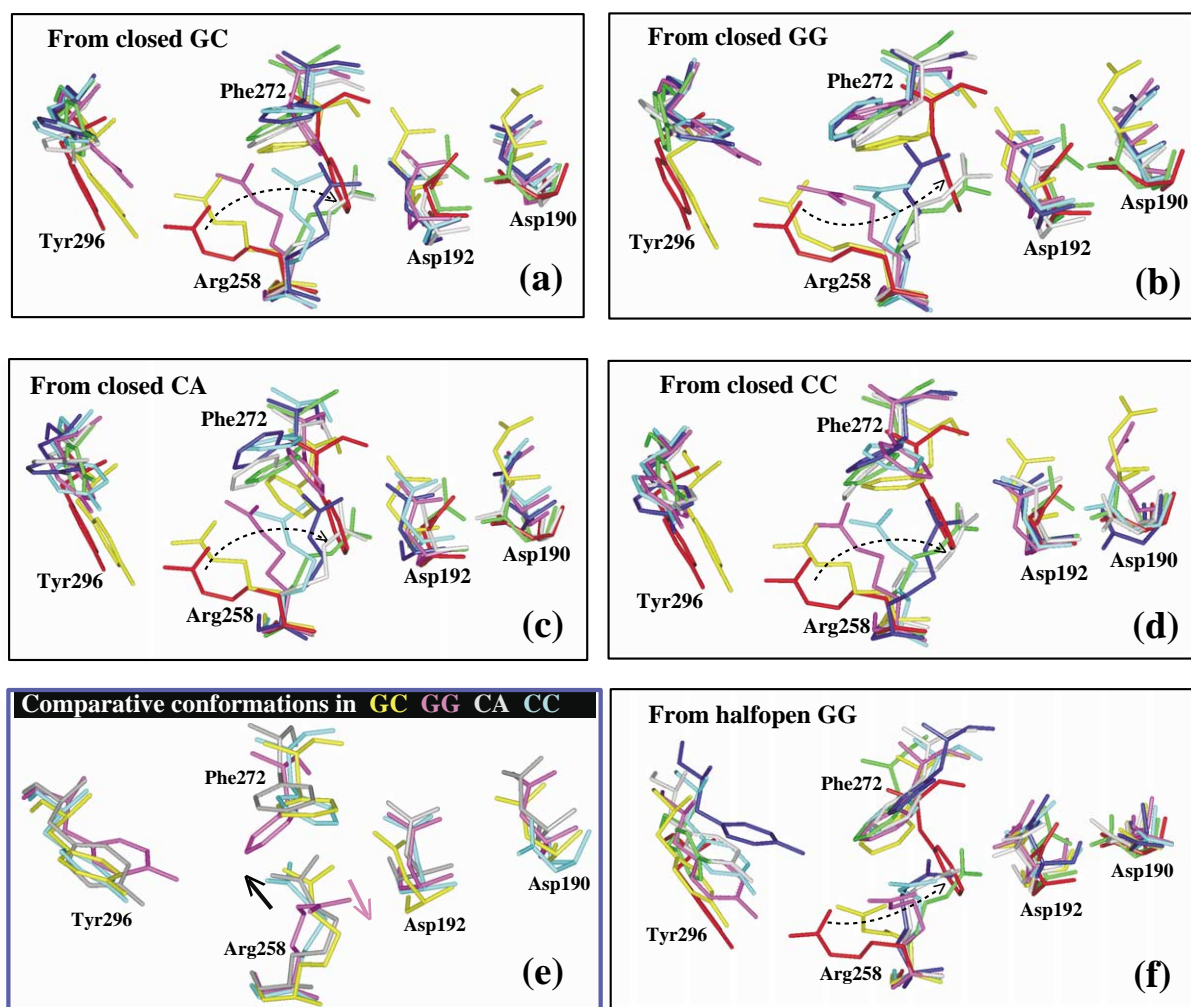 From closed GC
Phe272
Tyr296
Arg258
Asp192
Asp190
(a)
From closed GG
Phe272
Tyr296
Arg258
Asp192
Asp190
(b)
From closed CA
Phe272
Tyr296
Arg258
Asp192
Asp190
(c)
From closed CC
Phe272
Tyr296
Arg258
Asp192
Asp190
(d)
Comparative conformations in GC GG CA CC
Phe272
Tyr296
Arg258
Asp192
Asp190
(e)
From halfopen GG
Phe272
Tyr296
Arg258
Asp192
Asp190
(f)